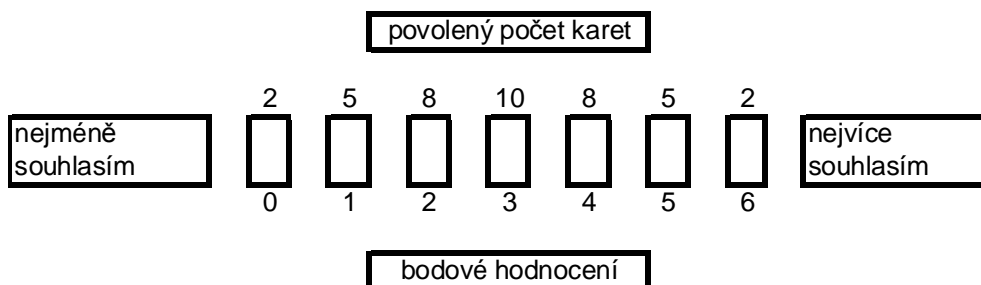 povolený počet karet
2 5 8 10 8 5 2
nejméně
souhlasím
nejvíce
souhlasím
0 1 2 3 4 5 6
bodové hodnocení